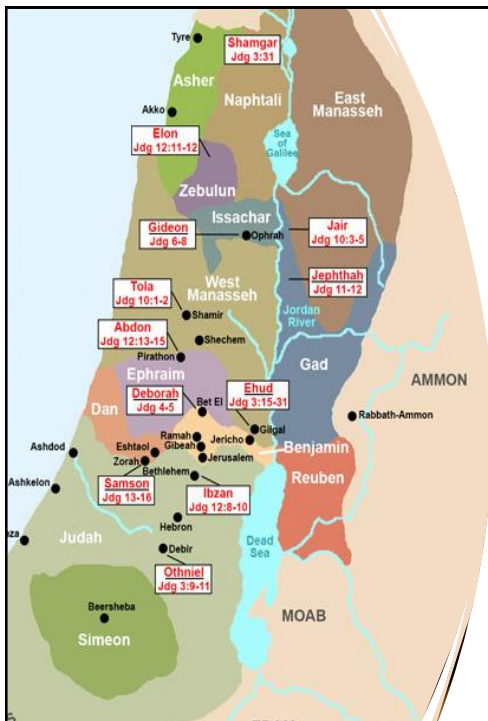 Tyre
Shamgar
Jdg 3:31
Asher
Naphtali
East
Manasseh
Akko
Elon
Jdg 12:11-12
Sea
of
Galilee
Zebulun
Issachar
Gideon
Jdg 6-8
Ophrah
Jair
Jdg 10:3-5
West
Manasseh
Jephthah
Jdg 11-12
Tola
Jdg 10:1-2
Shamir
Jordan
River
Abdon
Jdg 12:13-15
Shechem
Pirathon
Ephraim
Gad
AMMON
Deborah
Jdg 4-5
Bet El
Ehud
Jdg 3:15-31
Dan
Rabbath-Ammon
Ramah
Gilgal
Ashdod
Eshtaol
Gibeah
Jericho
Benjamin
Zorah
Jerusalem
Bethlehem
Reuben
Ashkelon
Samson
Jdg 13-16
Ibzan
Jdg 12:8-10
Hebron
Judah
Debir
Dead
Sea
Othniel
Jdg 3:9-11
Beersheba
MOAB
Simeon